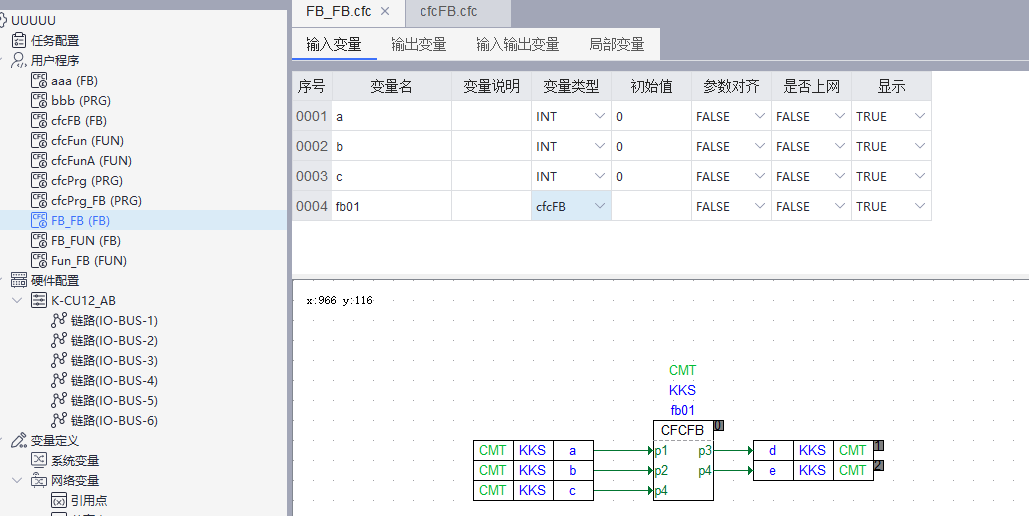 UUUUU
任务配置
用户程序
aaa (FB)
bbb (PRG)
cfcFB (FB)
cfcFun (FUN)
cfcFunA (FUN)
cfcPrg (PRG)
cfcPrg_FB (PRG)
FB_FB (FB)
FB_FUN (FB)
Fun_FB (FUN)
硬件配置
K-CU12_AB
链路(IO-BUS-1)
链路(IO-BUS-2)
链路(IO-BUS-3)
链路(IO-BUS-4)
链路(IO-BUS-5)
链路(IO-BUS-6)
变量定义
系统变量
网络变量
引用点
FB_FB.cfc × cfcFB.cfc
输入变量 输出变量 输入输出变量 局部变量
序号 变量名 变量说明 变量类型 初始值 参数对齐 是否上网 显示
0001 a INT 0 FALSE FALSE TRUE
0002 b INT 0 FALSE FALSE TRUE
0003 c INT 0 FALSE FALSE TRUE
0004 fb01 cfcFB FALSE FALSE TRUE
x:966 y:116
CMT
KKS
fb01
CFCFB 0
CMT KKS a p1 p3 d KKS CMT 1
CMT KKS b p2 p4 e KKS CMT 2
CMT KKS c p4